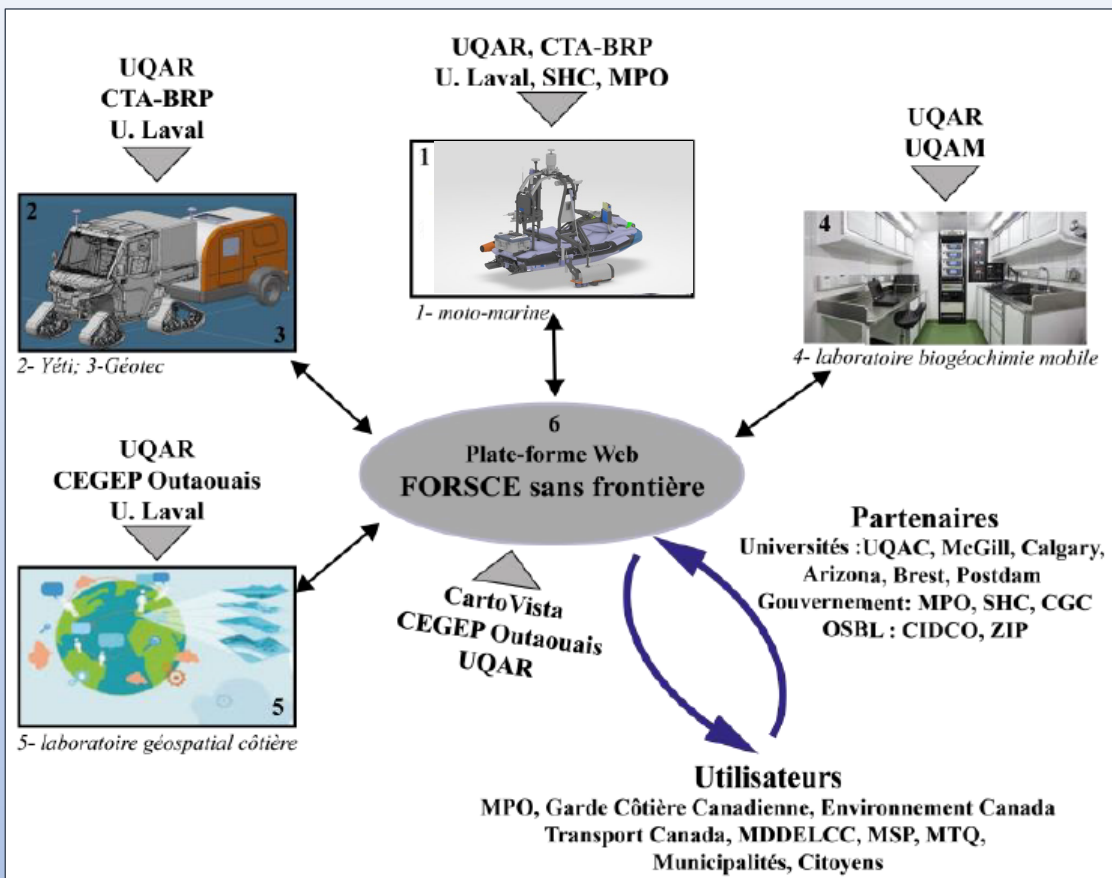 UQAR
CTA-BRP
U. Laval
2
3
2- Yéti; 3-Géotec
UQAR, CTA-BRP
U. Laval, SHC, MPO
1
1- moto-marine
UQAR
UQAM
4
4- laboratoire biogéochimie mobile
6
Plate-forme Web
FORSCE sans frontière
UQAR
CEGEP Outaouais
U. Laval
5
5- laboratoire géospatial côtière
CartoVista
CEGEP Outaouais
UQAR
Partenaires
Universités :UQAC, McGill, Calgary,
Arizona, Brest, Postdam
Gouvernement: MPO, SHC, CGC
OSBL : CIDCO, ZIP
Utilisateurs
MPO, Garde Côtière Canadienne, Environnement Canada
Transport Canada, MDDELCC, MSP, MTQ,
Municipalités, Citoyens